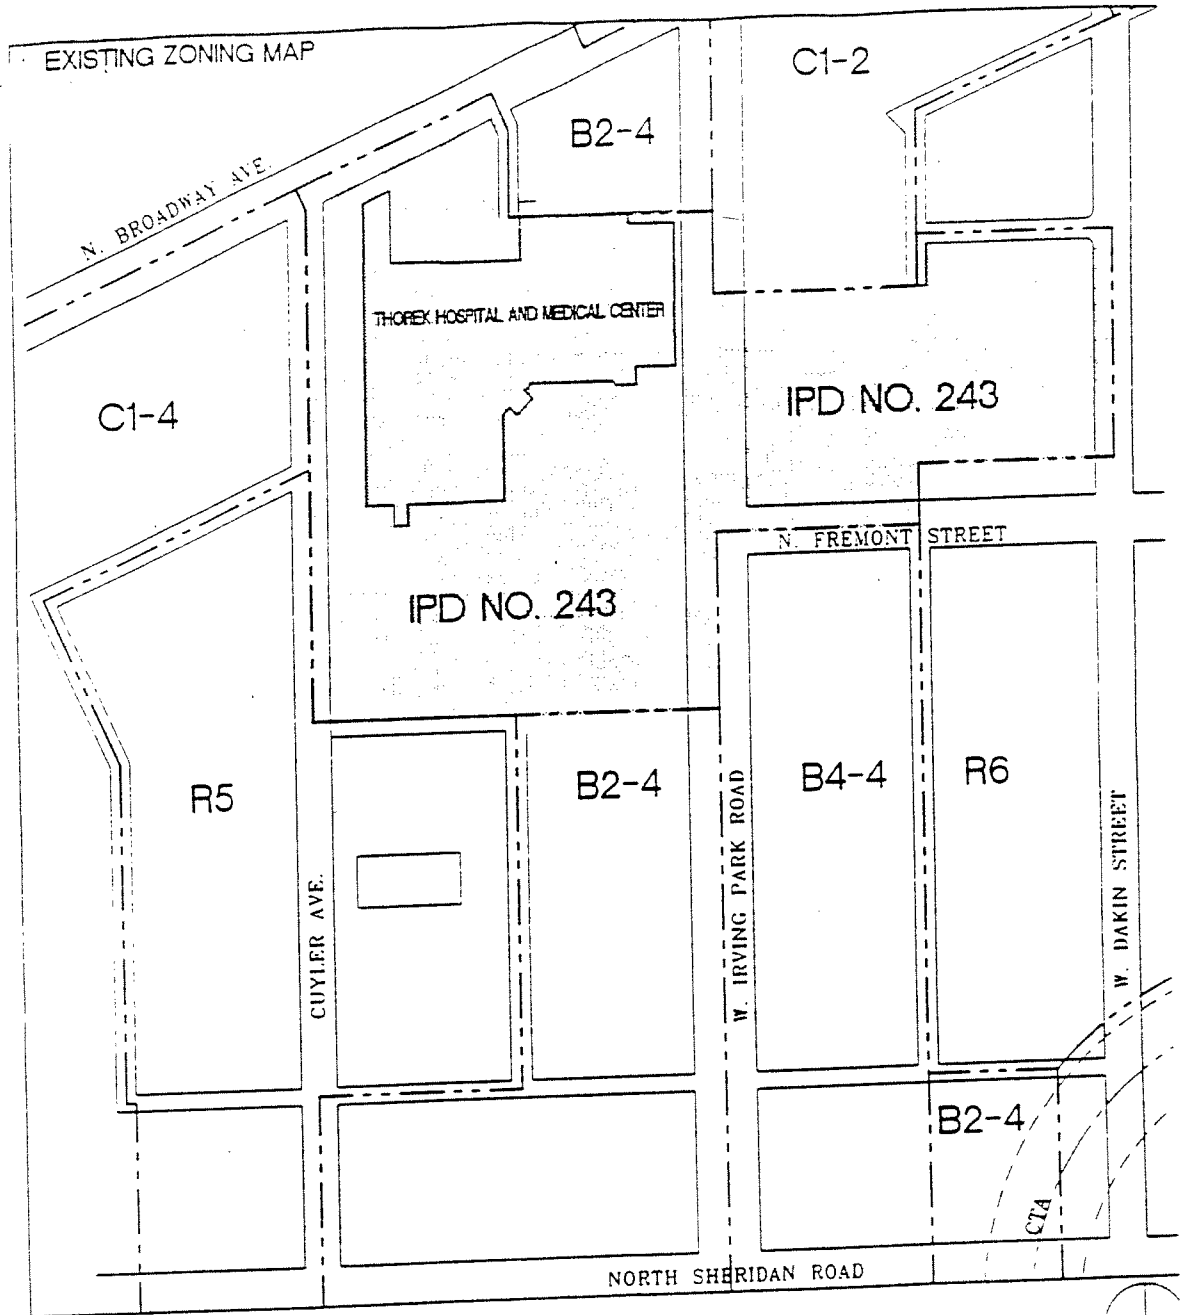 EXISTING ZONING MAP
C1-2
B2-4
N. BROADWAY AVE.
THOREK HOSPITAL AND MEDICAL CENTER
IPD NO. 243
C1-4
N. FREMONT STREET
IPD NO. 243
R5
B2-4
B4-4
R6
CUYLER AVE.
W. IRVING PARK ROAD
W. DAKIN STREET
B2-4
CTA
NORTH SHERIDAN ROAD